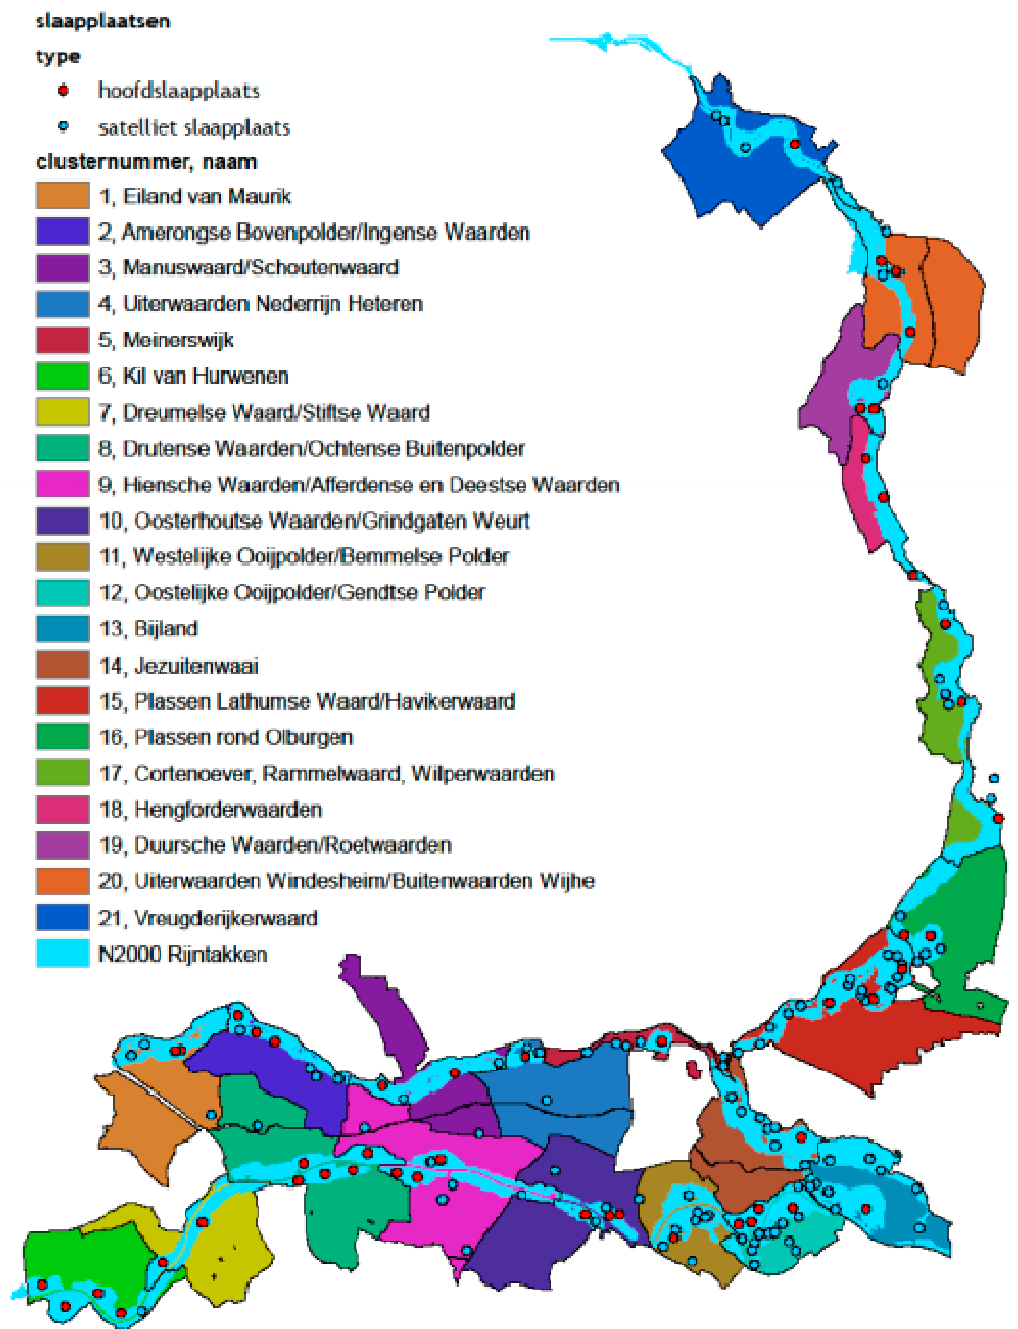 slaapplaatsen
type
hoofdslaapplaats
satelliet slaapplaats
clusternummer, naam
1, Eiland van Maurik
2, Amerongse Bovenpolder/Ingense Waarden
3, Manuswaard/Schoutenwaard
4, Uiterwaarden Nederrijn Heteren
5, Meinerswijk
6, Kil van Hurwenen
7, Dreumelse Waard/Stiftse Waard
8, Drutense Waarden/Ochtense Buitenpolder
9, Hiensche Waarden/Afferdense en Deestse Waarden
10, Oosterhoutse Waarden/Grindgaten Weurt
11, Westelijke Ooijpolder/Bemmelse Polder
12, Oostelijke Ooijpolder/Gendtse Polder
13, Bijland
14, Jezuitenwaai
15, Plassen Lathumse Waard/Havikerwaard
16, Plassen rond Olburgen
17, Cortenoever, Rammelwaard, Wilperwaarden
18, Hengforderwaarden
19, Duursche Waarden/Roetwaarden
20, Uiterwaarden Windesheim/Buitenwaarden Wijhe
21, Vreugderijkerwaard
N2000 Rijntakken